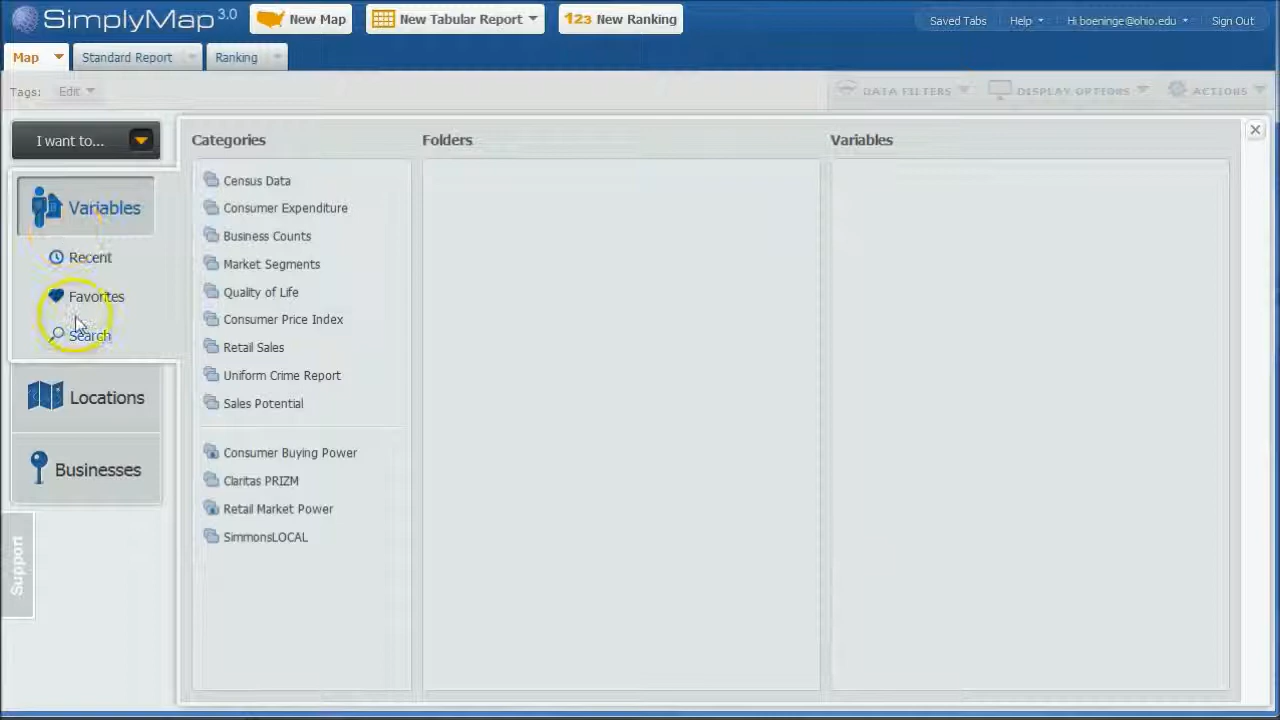 SimplyMap 3.0
New Map
New Tabular Report
123 New Ranking
Saved Tabs
Help
Hi boeninge@ohio.edu
Sign Out
Map
Standard Report
Ranking
Tags: Edit
DATA FILTERS
DISPLAY OPTIONS
ACTIONS
I want to...
Variables
Recent
Favorites
Search
Locations
Businesses
Support
Categories
Census Data
Consumer Expenditure
Business Counts
Market Segments
Quality of Life
Consumer Price Index
Retail Sales
Uniform Crime Report
Sales Potential
Consumer Buying Power
Claritas PRIZM
Retail Market Power
SimmonsLOCAL
Folders
Variables